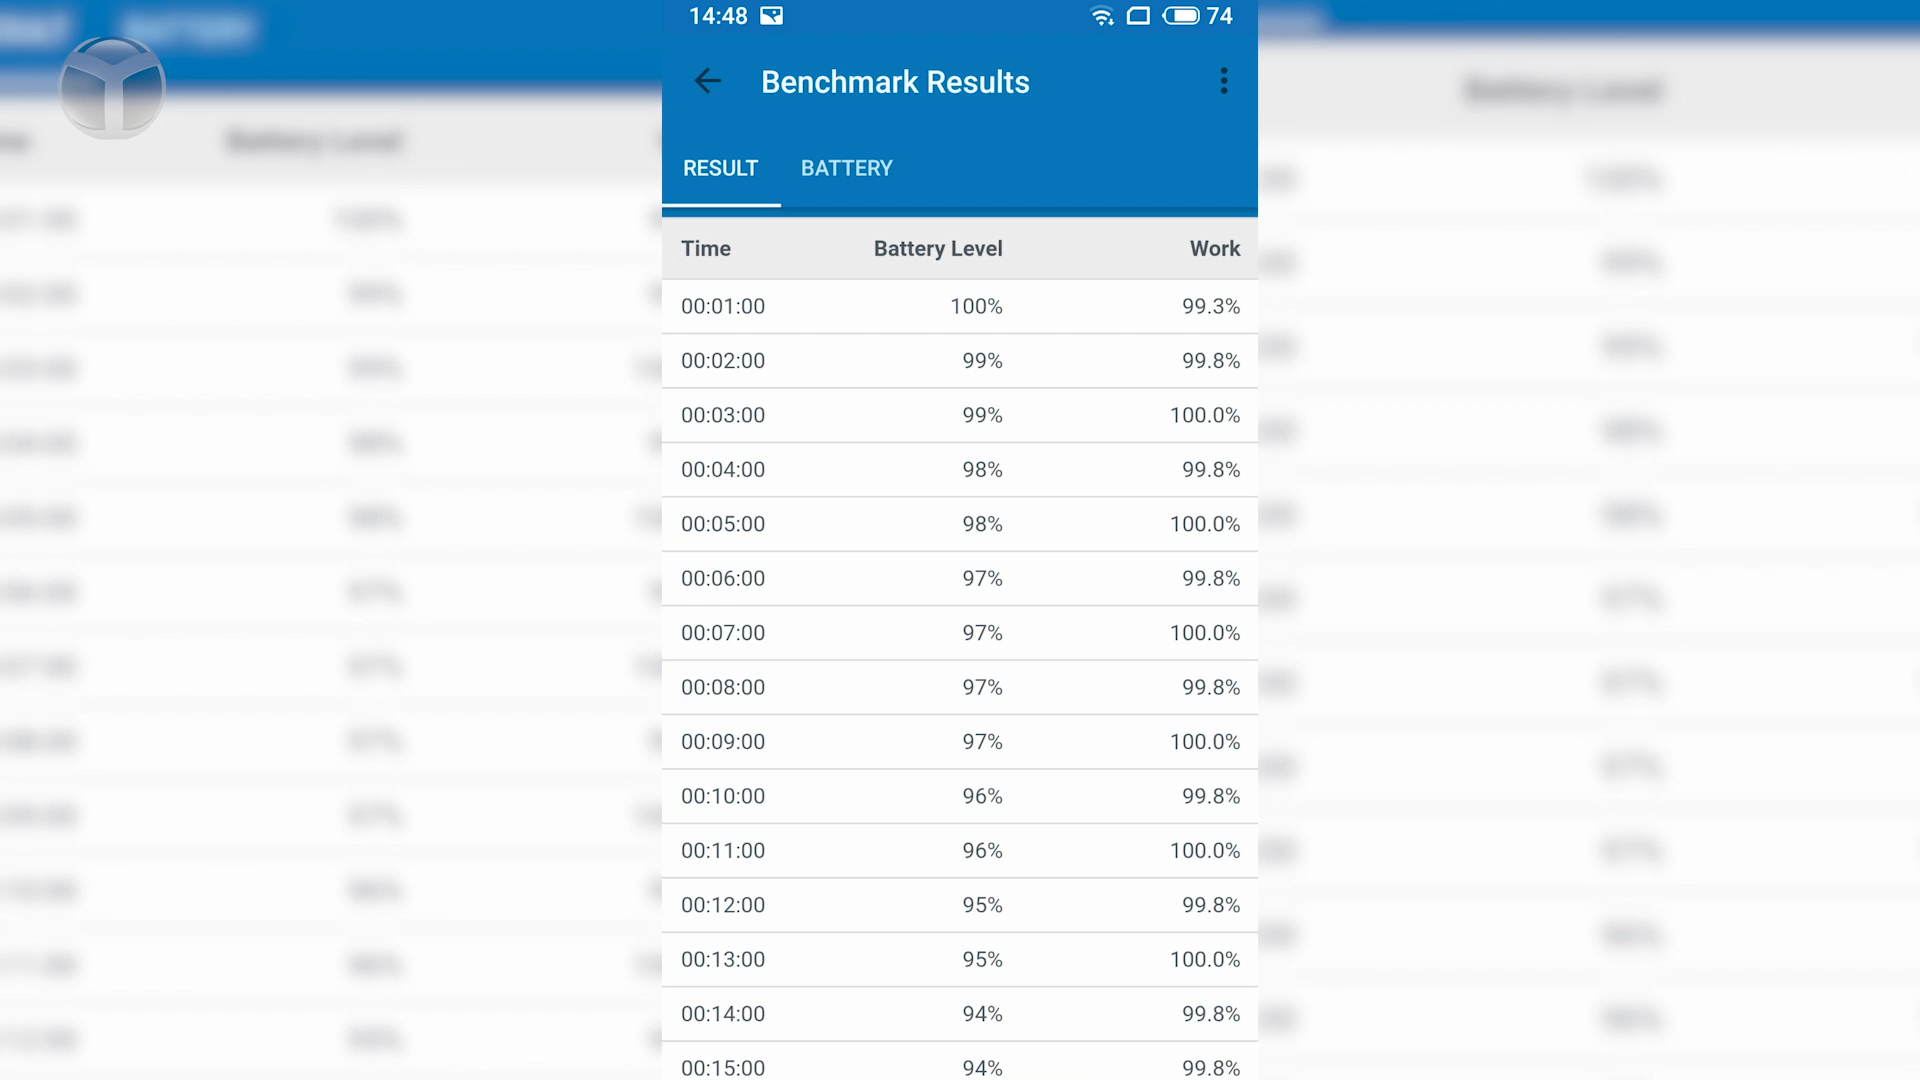 14:48 74
Benchmark Results
RESULT BATTERY
Time Battery Level Work
00:01:00 100% 99.3%
00:02:00 99% 99.8%
00:03:00 99% 100.0%
00:04:00 98% 99.8%
00:05:00 98% 100.0%
00:06:00 97% 99.8%
00:07:00 97% 100.0%
00:08:00 97% 99.8%
00:09:00 97% 100.0%
00:10:00 96% 99.8%
00:11:00 96% 100.0%
00:12:00 95% 99.8%
00:13:00 95% 100.0%
00:14:00 94% 99.8%
00:15:00 94% 99.8%